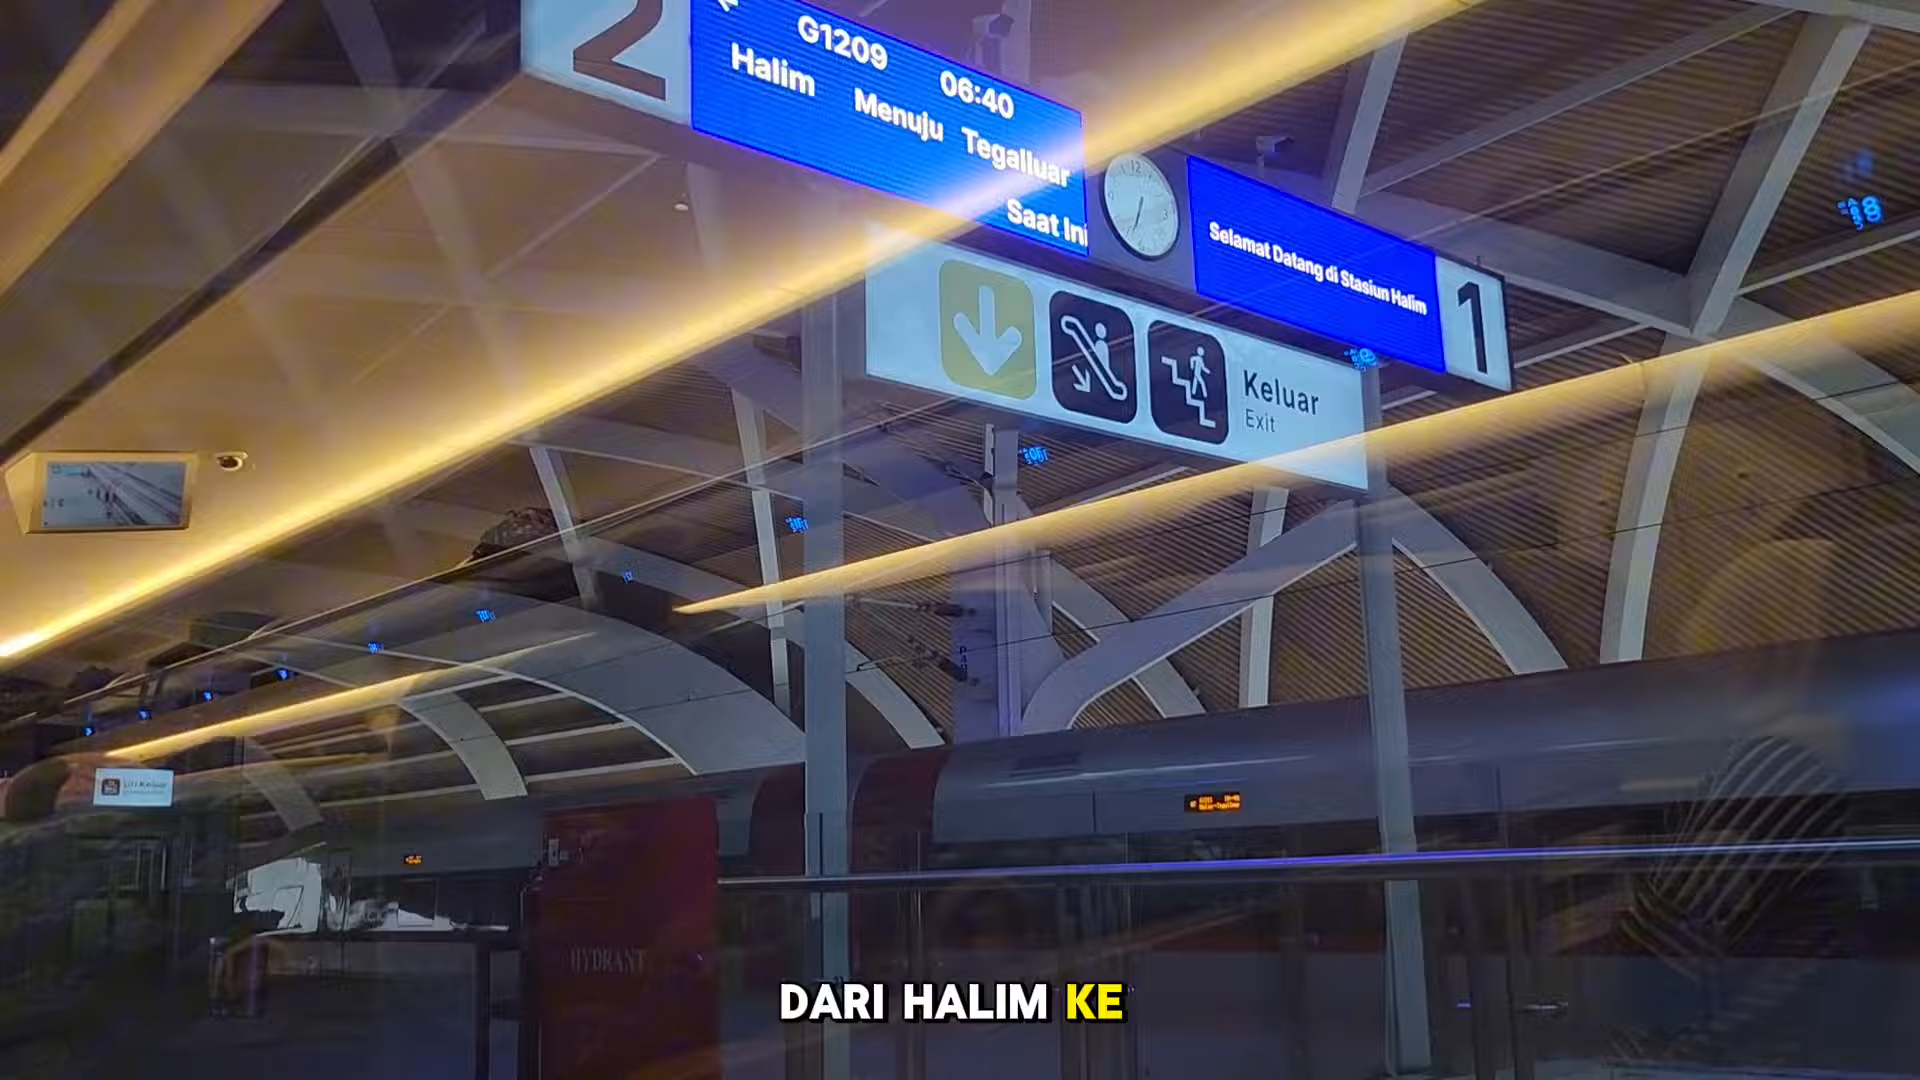 2
G1209 06:40
Halim Menuju Tegalluar
Saat Ini
Selamat Datang di Stasiun Halim
1
Keluar
Exit
HYDRANT
DARI HALIM KE